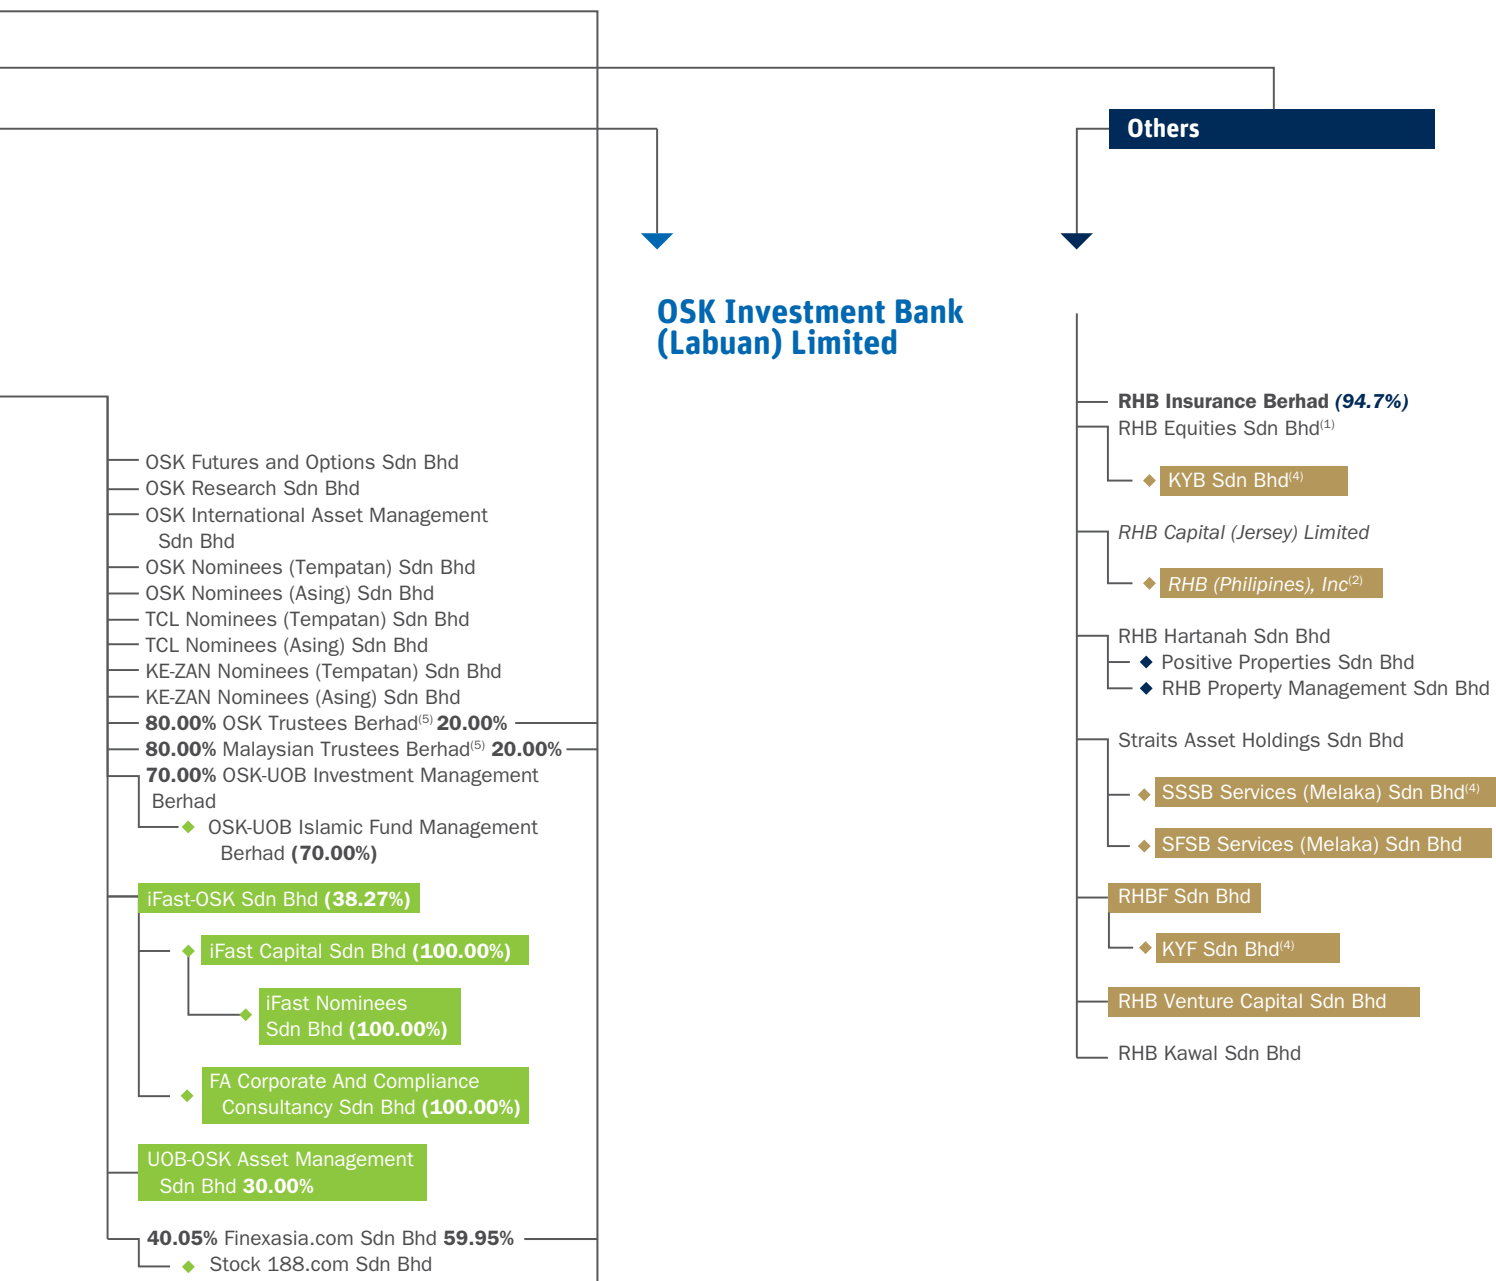 Others
OSK Investment Bank
(Labuan) Limited
OSK Futures and Options Sdn Bhd
OSK Research Sdn Bhd
OSK International Asset Management
Sdn Bhd
OSK Nominees (Tempatan) Sdn Bhd
OSK Nominees (Asing) Sdn Bhd
TCL Nominees (Tempatan) Sdn Bhd
TCL Nominees (Asing) Sdn Bhd
KE-ZAN Nominees (Tempatan) Sdn Bhd
KE-ZAN Nominees (Asing) Sdn Bhd
80.00% OSK Trustees Berhad(5) 20.00%
80.00% Malaysian Trustees Berhad(5) 20.00%
70.00% OSK-UOB Investment Management
Berhad
OSK-UOB Islamic Fund Management
Berhad (70.00%)
iFast-OSK Sdn Bhd (38.27%)
iFast Capital Sdn Bhd (100.00%)
iFast Nominees
Sdn Bhd (100.00%)
FA Corporate And Compliance
Consultancy Sdn Bhd (100.00%)
UOB-OSK Asset Management
Sdn Bhd 30.00%
40.05% Finexasia.com Sdn Bhd 59.95%
Stock 188.com Sdn Bhd
RHB Insurance Berhad (94.7%)
RHB Equities Sdn Bhd(1)
KYB Sdn Bhd(4)
RHB Capital (Jersey) Limited
RHB (Philipines), Inc(2)
RHB Hartanah Sdn Bhd
Positive Properties Sdn Bhd
RHB Property Management Sdn Bhd
Straits Asset Holdings Sdn Bhd
SSSB Services (Melaka) Sdn Bhd(4)
SFSB Services (Melaka) Sdn Bhd
RHBF Sdn Bhd
KYF Sdn Bhd(4)
RHB Venture Capital Sdn Bhd
RHB Kawal Sdn Bhd